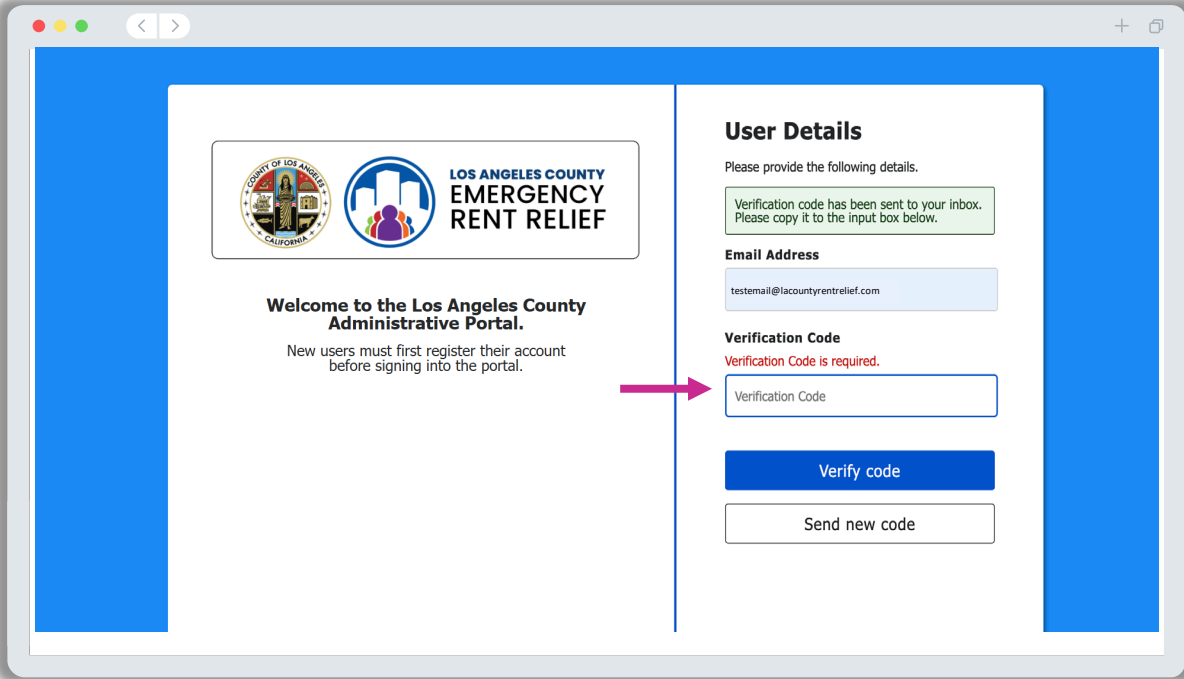 COUNTY OF LOS ANGELES
CALIFORNIA
LOS ANGELES COUNTY
EMERGENCY
RENT RELIEF
Welcome to the Los Angeles County
Administrative Portal.
New users must first register their account
before signing into the portal.
User Details
Please provide the following details.
Verification code has been sent to your inbox.
Please copy it to the input box below.
Email Address
testemail@lacountyrentrelief.com
Verification Code
Verification Code is required.
Verification Code
Verify code
Send new code